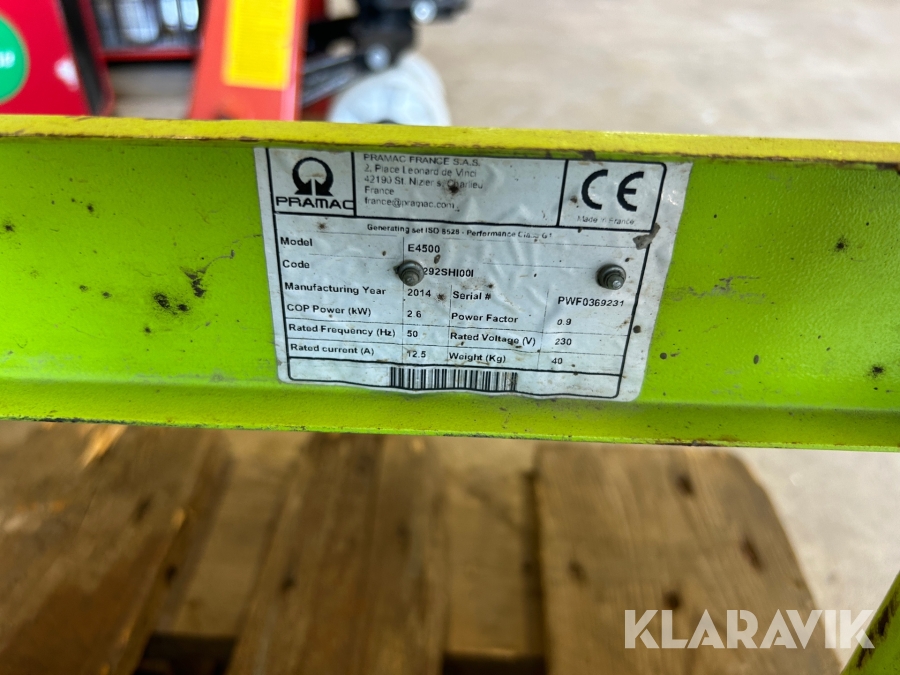 PRAMAC
PRAMAC FRANCE S.A.S.
2, Place Léonard de Vinci
42190 St. Nizier s/ Charlieu
France
france@pramac.com
CE
Made in France
Generating set ISO 8528 - Performance Class G1
Model E4500
Code 292SHI00I
Manufacturing Year 2014 Serial # PWF0369231
COP Power (kW) 2.6 Power Factor 0.9
Rated Frequency (Hz) 50 Rated Voltage (V) 230
Rated current (A) 12.5 Weight (Kg) 40
KLARAVIK